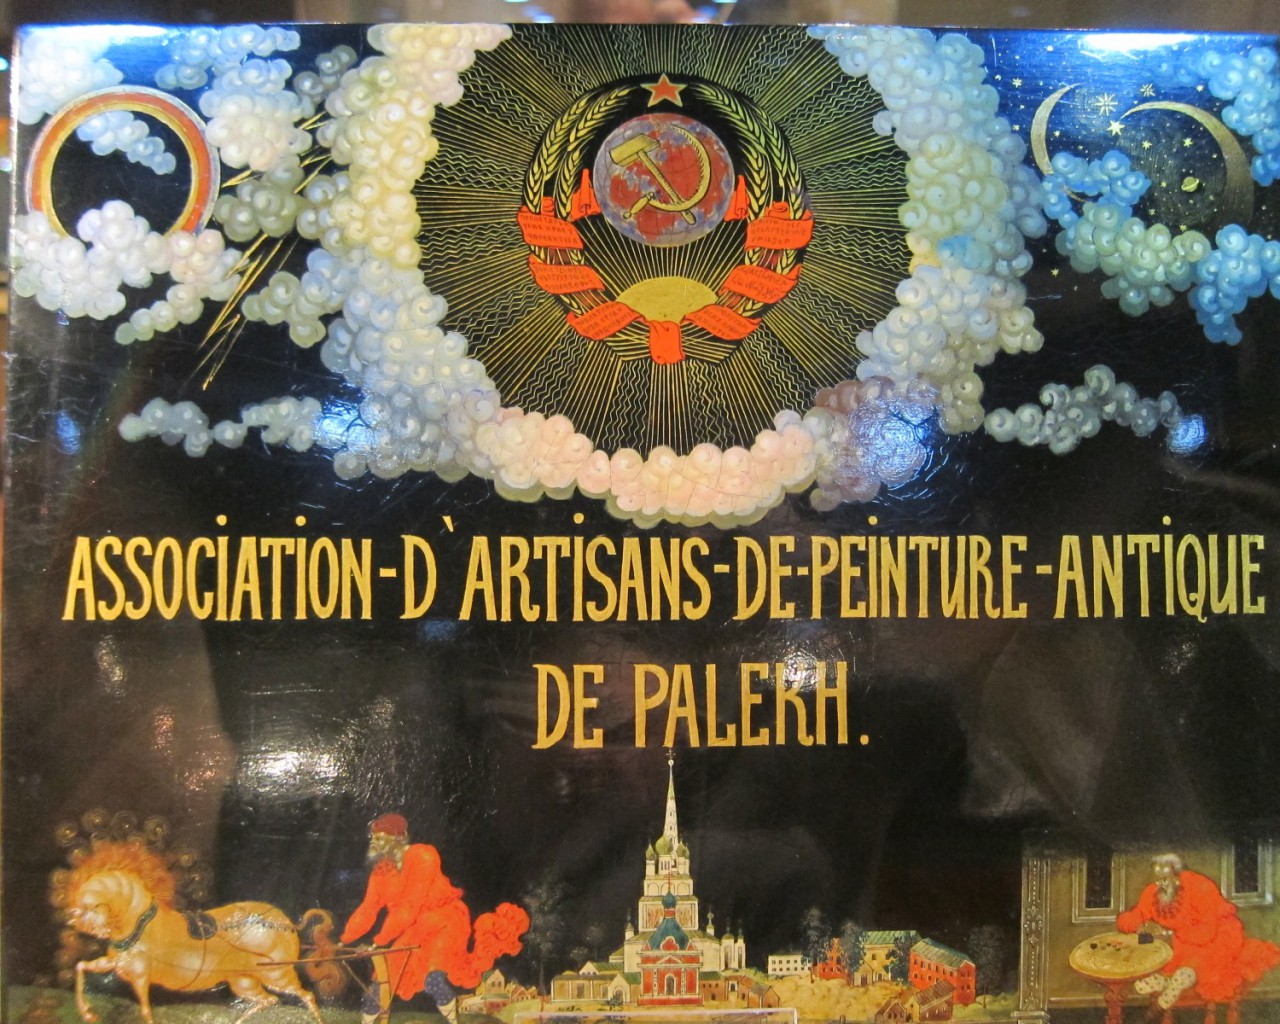 ASSOCIATION-D'ARTISANS-DE-PEINTURE-ANTIQUE
DE PALEKH.